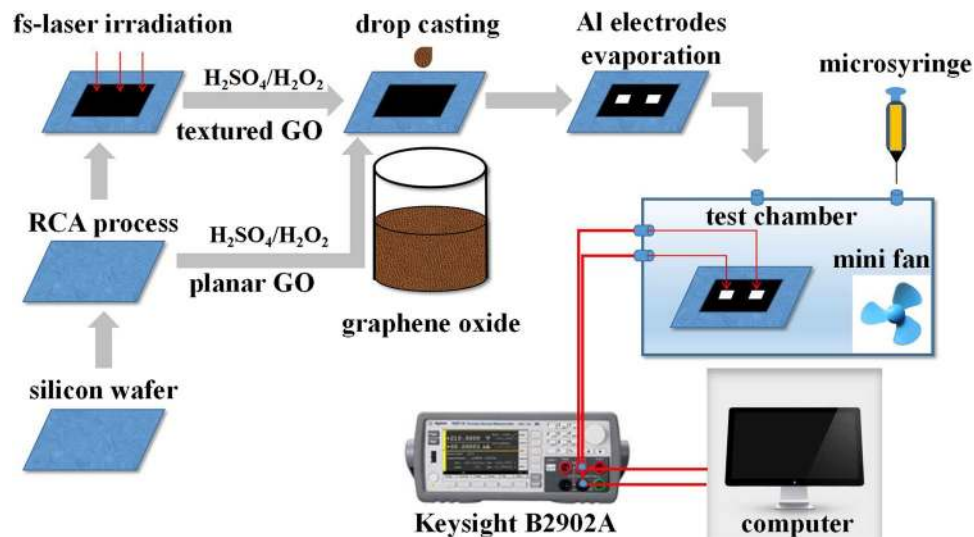 fs-laser irradiation
drop casting
Al electrodes
evaporation
microsyringe
H₂SO₄/H₂O₂
textured GO
RCA process
H₂SO₄/H₂O₂
planar GO
test chamber
mini fan
graphene oxide
silicon wafer
Keysight B2902A
computer